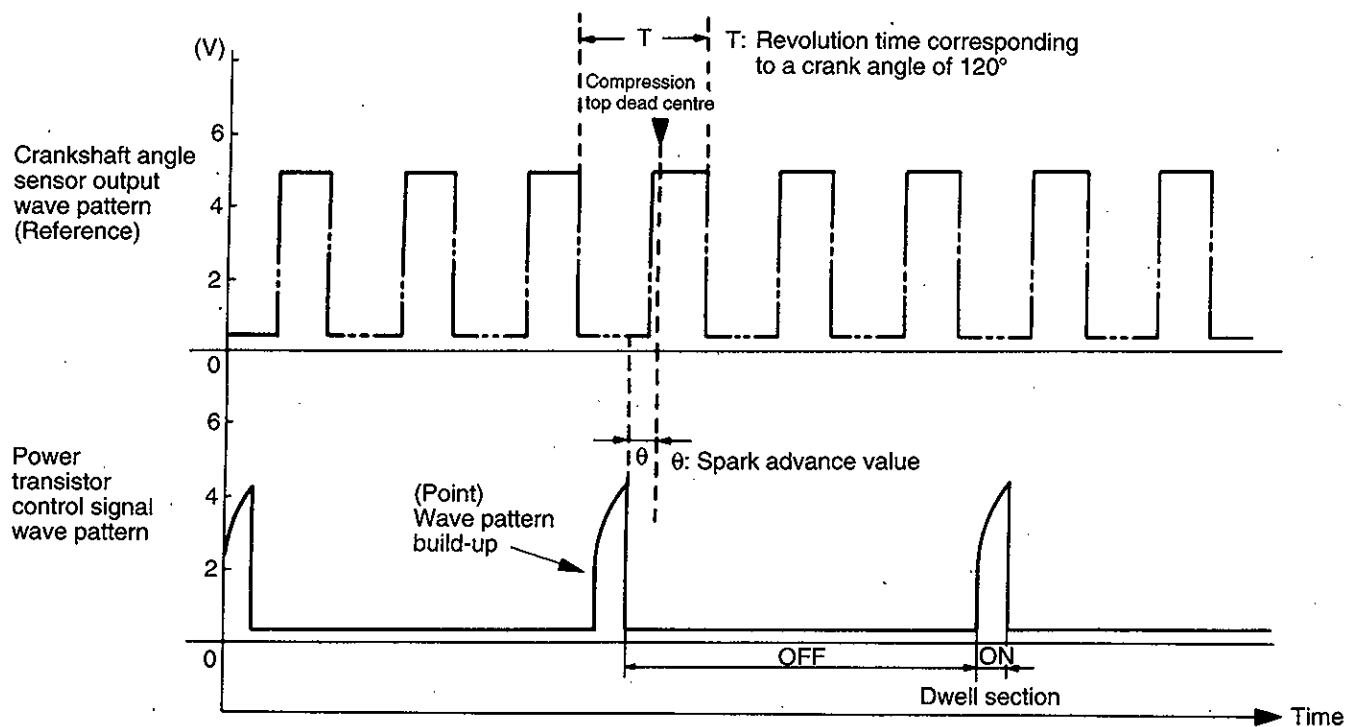 (V)
T
T: Revolution time corresponding
to a crank angle of 120°
Compression
top dead centre
6
4
2
0
Crankshaft angle
sensor output
wave pattern
(Reference)
θ
θ: Spark advance value
6
4
2
0
Power
transistor
control signal
wave pattern
(Point)
Wave pattern
build-up
OFF
ON
Dwell section
Time